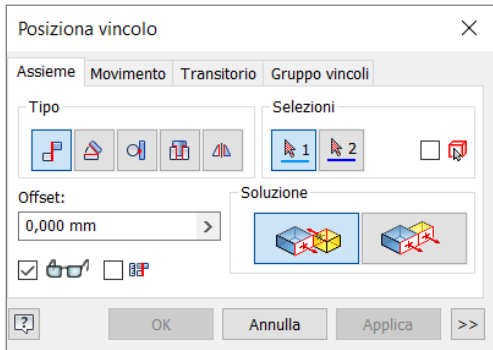 Posiziona vincolo
Assieme Movimento Transitorio Gruppo vincoli
Tipo
Selezioni
1
2
Offset:
0,000 mm
>
Soluzione
?
OK
Annulla
Applica
>>